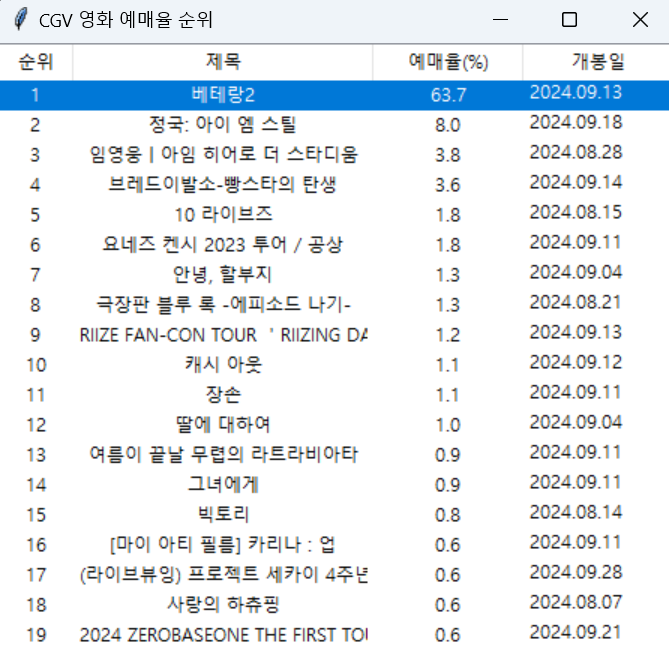 CGV 영화 예매율 순위
순위 제목 예매율(%) 개봉일
1 베테랑2 63.7 2024.09.13
2 정국: 아이 엠 스틸 8.0 2024.09.18
3 임영웅 | 아임 히어로 더 스타디움 3.8 2024.08.28
4 브레드이발소-빵스타의 탄생 3.6 2024.09.14
5 10 라이브즈 1.8 2024.08.15
6 요네즈 켄시 2023 투어 / 공상 1.8 2024.09.11
7 안녕, 할부지 1.3 2024.09.04
8 극장판 블루 록 -에피소드 나기- 1.3 2024.08.21
9 RIIZE FAN-CON TOUR ' RIIZING DA 1.2 2024.09.13
10 캐시 아웃 1.1 2024.09.12
11 장손 1.1 2024.09.11
12 딸에 대하여 1.0 2024.09.04
13 여름이 끝날 무렵의 라트라비아타 0.9 2024.09.11
14 그녀에게 0.9 2024.09.11
15 빅토리 0.8 2024.08.14
16 [마이 아티 필름] 카리나 : 업 0.6 2024.09.11
17 (라이브뷰잉) 프로젝트 세카이 4주년 0.6 2024.09.28
18 사랑의 하츄핑 0.6 2024.08.07
19 2024 ZEROBASEONE THE FIRST TOU 0.6 2024.09.21